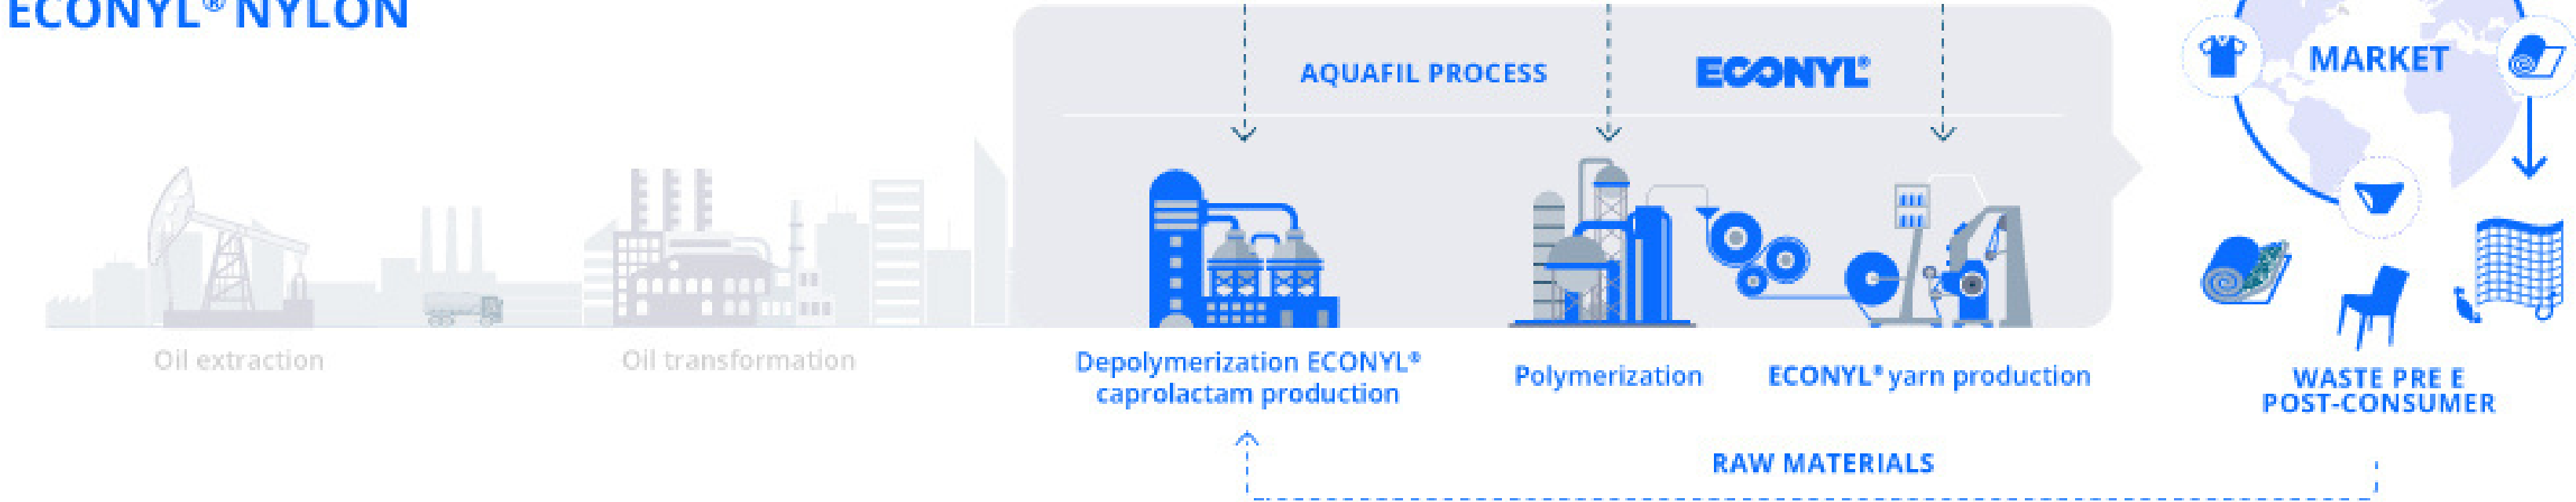 ECONYL® NYLON
AQUAFIL PROCESS
ECONYL®
MARKET
Oil extraction
Oil transformation
Depolymerization ECONYL®
caprolactam production
Polymerization
ECONYL® yarn production
WASTE PRE E
POST-CONSUMER
RAW MATERIALS